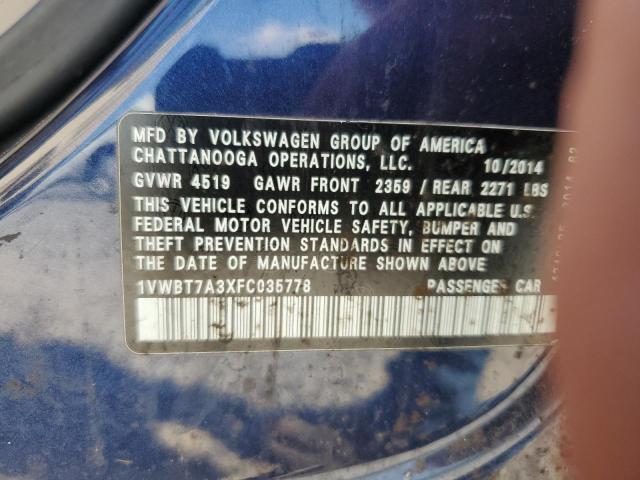 MFD BY VOLKSWAGEN GROUP OF AMERICA
CHATTANOOGA OPERATIONS, LLC. 10/2014
GVWR 4519 GAWR FRONT 2359 / REAR 2271 LBS
THIS VEHICLE CONFORMS TO ALL APPLICABLE U.S.
FEDERAL MOTOR VEHICLE SAFETY, BUMPER AND
THEFT PREVENTION STANDARDS IN EFFECT ON
THE DATE OF MANUFACTURE SHOWN ABOVE.
1VWBT7A3XFC035778 PASSENGER CAR